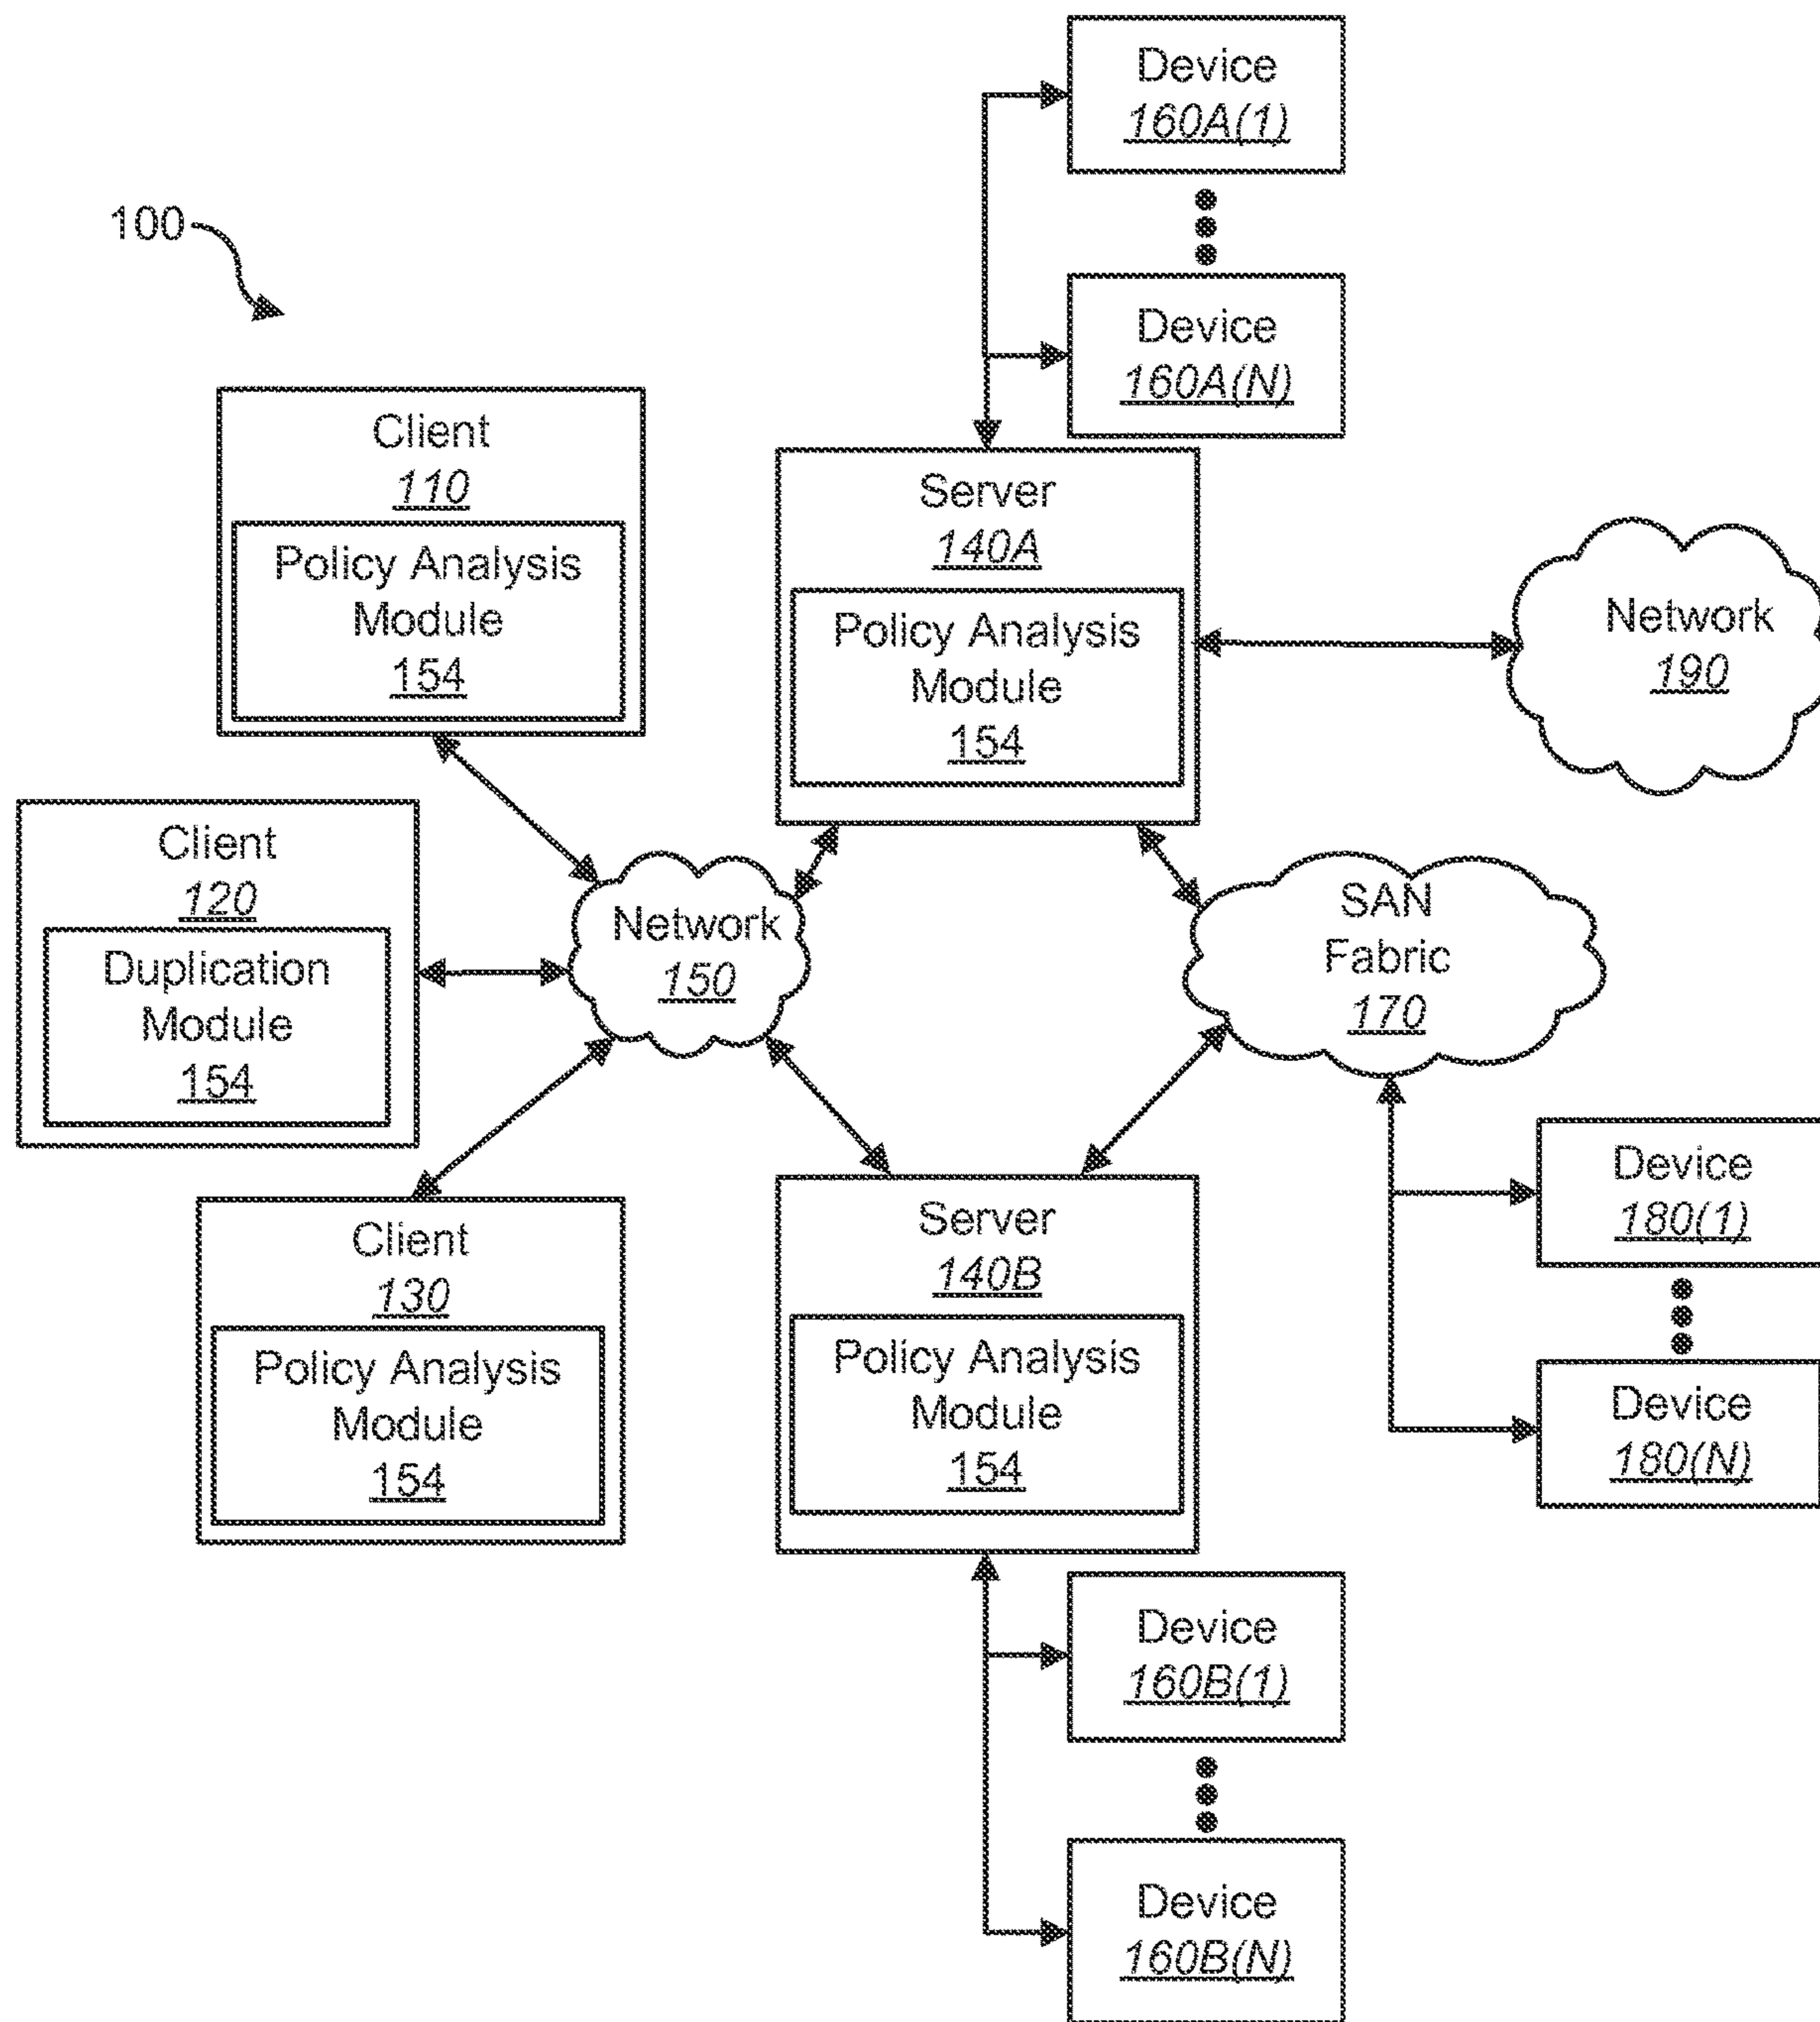 Device
160A(1)
100
Device
160A(N)
Client
110
Policy Analysis
Module
154
Server
140A
Policy Analysis
Module
154
Network
190
Client
120
Duplication
Module
154
Network
150
SAN
Fabric
170
Client
130
Policy Analysis
Module
154
Server
140B
Policy Analysis
Module
154
Device
180(1)
Device
180(N)
Device
160B(1)
Device
160B(N)